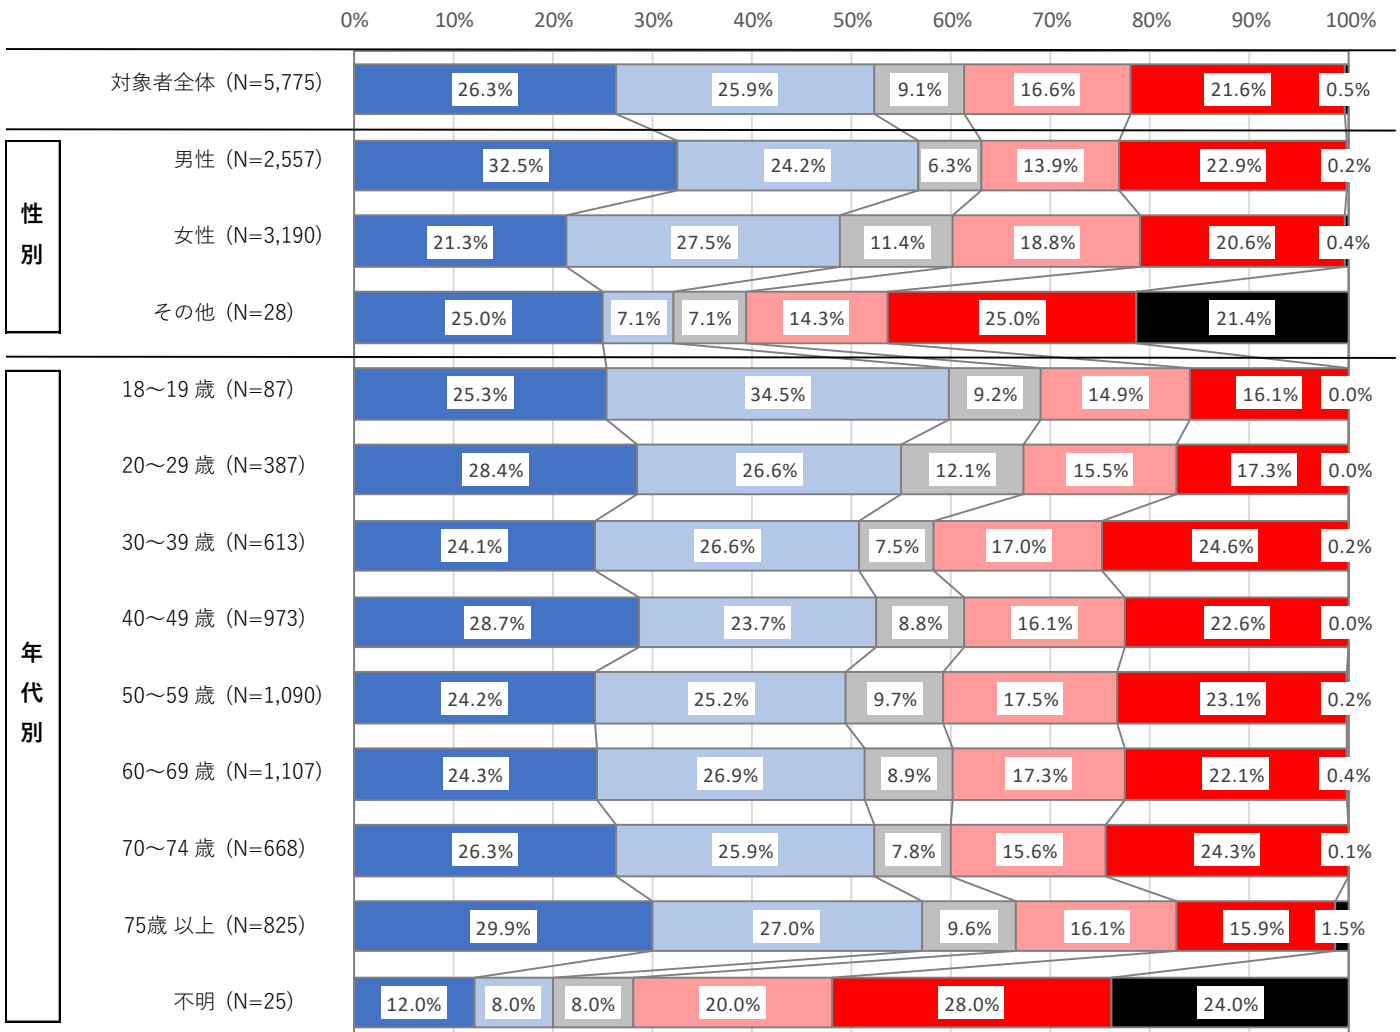 0% 10% 20% 30% 40% 50% 60% 70% 80% 90% 100%
対象者全体 (N=5,775) 26.3% 25.9% 9.1% 16.6% 21.6% 0.5%
性別
男性 (N=2,557) 32.5% 24.2% 6.3% 13.9% 22.9% 0.2%
女性 (N=3,190) 21.3% 27.5% 11.4% 18.8% 20.6% 0.4%
その他 (N=28) 25.0% 7.1% 7.1% 14.3% 25.0% 21.4%
年代別
18～19 歳 (N=87) 25.3% 34.5% 9.2% 14.9% 16.1% 0.0%
20～29 歳 (N=387) 28.4% 26.6% 12.1% 15.5% 17.3% 0.0%
30～39 歳 (N=613) 24.1% 26.6% 7.5% 17.0% 24.6% 0.2%
40～49 歳 (N=973) 28.7% 23.7% 8.8% 16.1% 22.6% 0.0%
50～59 歳 (N=1,090) 24.2% 25.2% 9.7% 17.5% 23.1% 0.2%
60～69 歳 (N=1,107) 24.3% 26.9% 8.9% 17.3% 22.1% 0.4%
70～74 歳 (N=668) 26.3% 25.9% 7.8% 15.6% 24.3% 0.1%
75歳 以上 (N=825) 29.9% 27.0% 9.6% 16.1% 15.9% 1.5%
不明 (N=25) 12.0% 8.0% 8.0% 20.0% 28.0% 24.0%